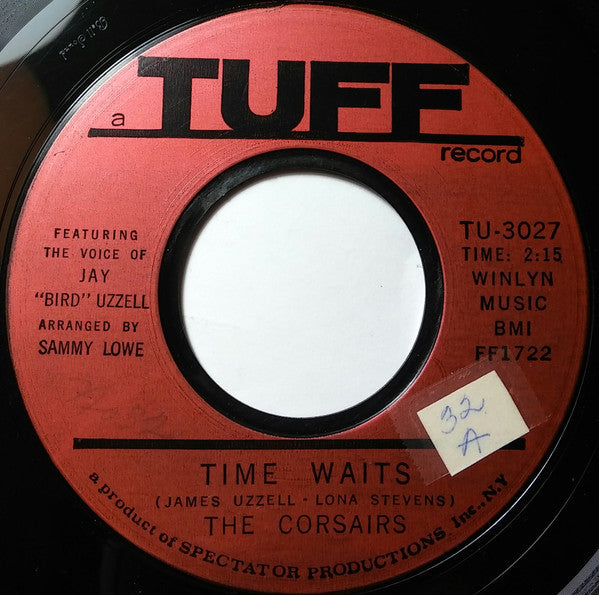 a TUFF
record
FEATURING
THE VOICE OF
JAY
"BIRD" UZZELL
ARRANGED BY
SAMMY LOWE
TU-3027
TIME: 2:15
WINLYN
MUSIC
BMI
FF1722
32
A
TIME WAITS
(JAMES UZZELL - LONA STEVENS)
THE CORSAIRS
a product of SPECTATOR PRODUCTIONS, Inc., N.Y